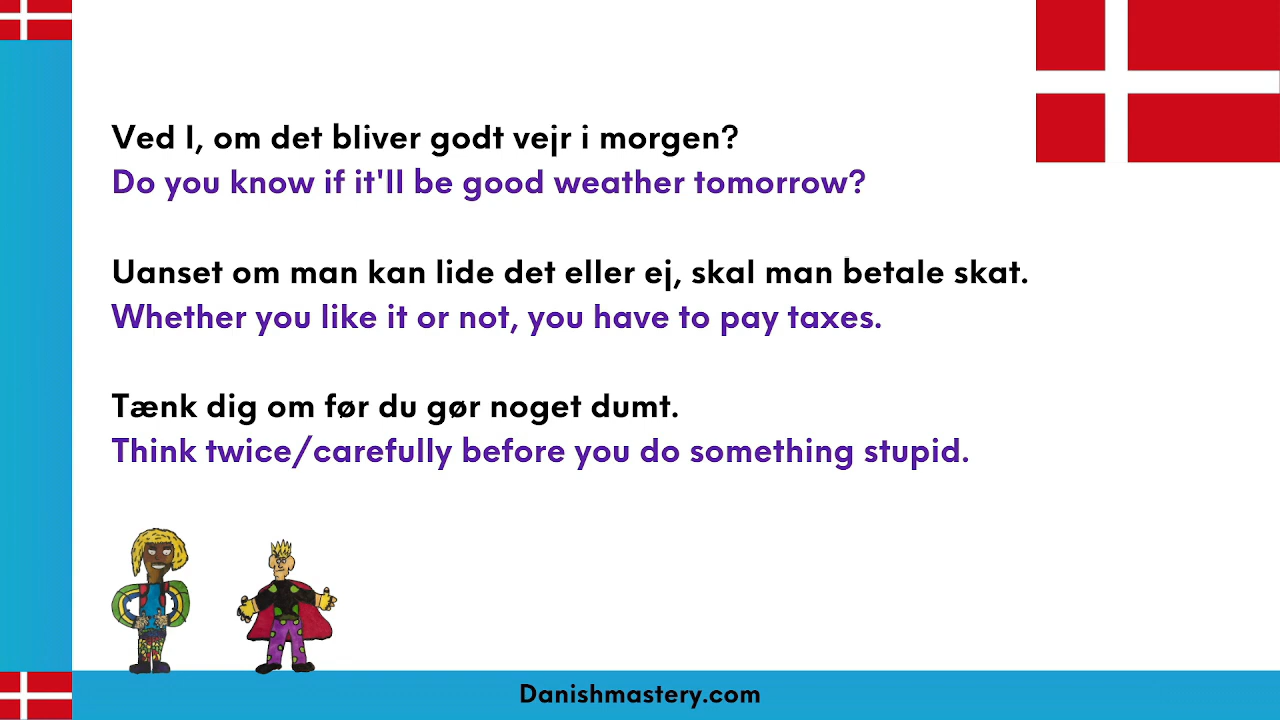 Ved I, om det bliver godt vejr i morgen?
Do you know if it'll be good weather tomorrow?
Uanset om man kan lide det eller ej, skal man betale skat.
Whether you like it or not, you have to pay taxes.
Tænk dig om før du gør noget dumt.
Think twice/carefully before you do something stupid.
Danishmastery.com